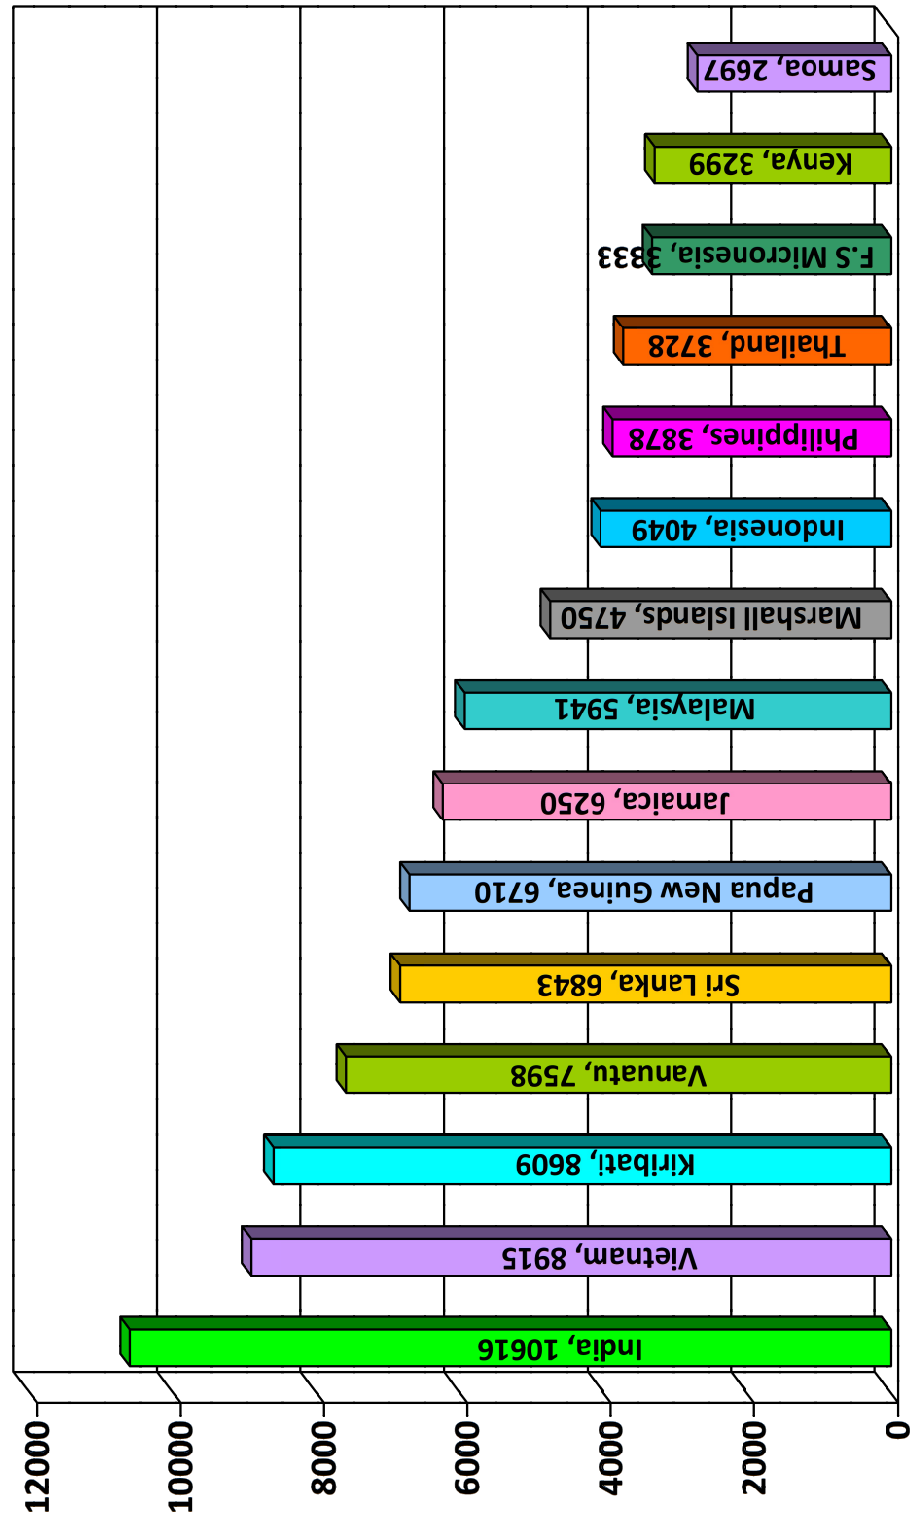 Samoa, 2697
Kenya, 3299
F.S Micronesia, 3333
Thailand, 3728
Philippines, 3878
Indonesia, 4049
Marshall Islands, 4750
Malaysia, 5941
Jamaica, 6250
Papua New Guinea, 6710
Sri Lanka, 6843
Vanuatu, 7598
Kiribati, 8609
Vietnam, 8915
India, 10616
12000
10000
8000
6000
4000
2000
0